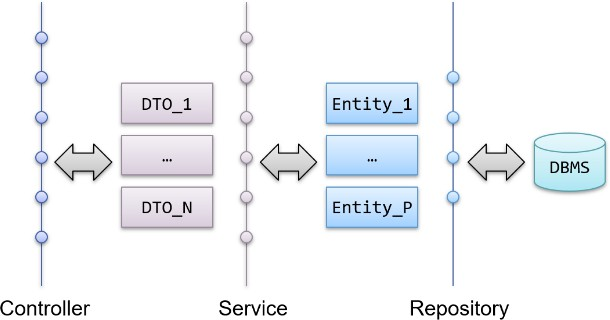 DTO_1
…
DTO_N
Entity_1
…
Entity_P
DBMS
Controller
Service
Repository